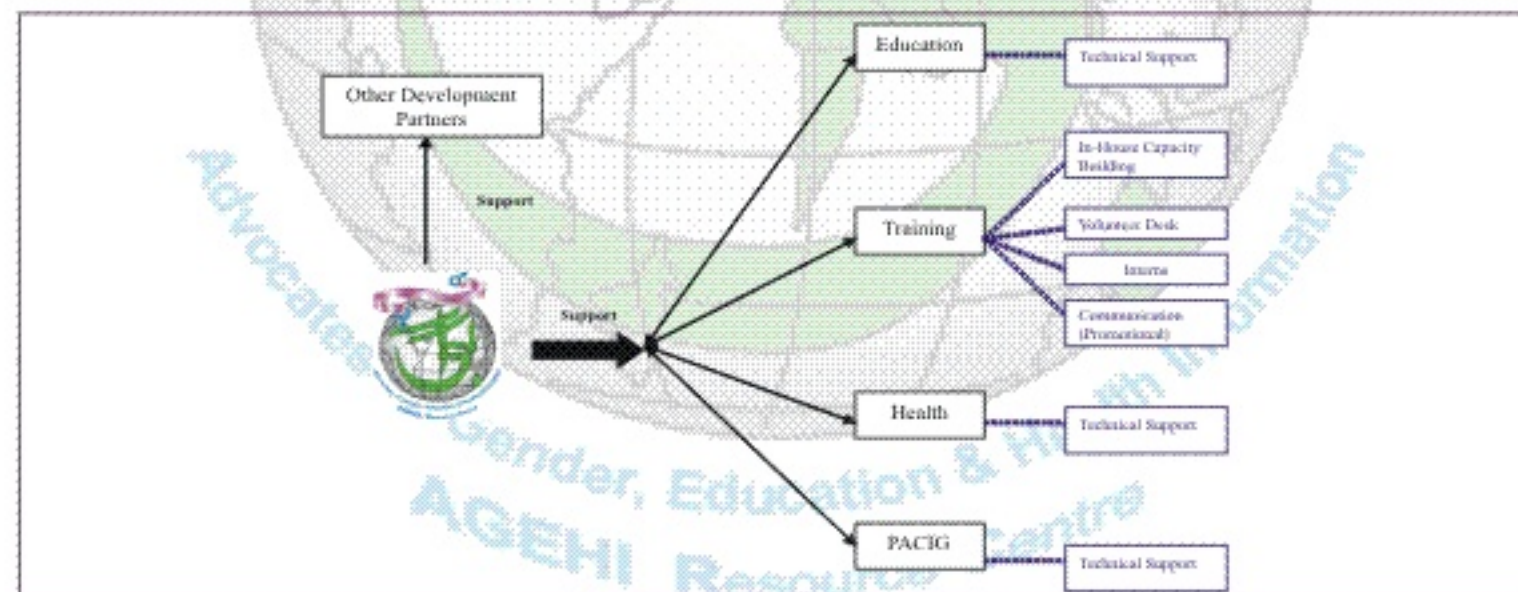 Education
Technical Support
Other Development
Partners
In-House Capacity
Building
Support
Volunteer Desk
Training
Interns
Communication
(Promotional)
Support
Health
Technical Support
PACIG
Technical Support
Advocates Gender, Education & Health Information
AGEHI Resource Centre